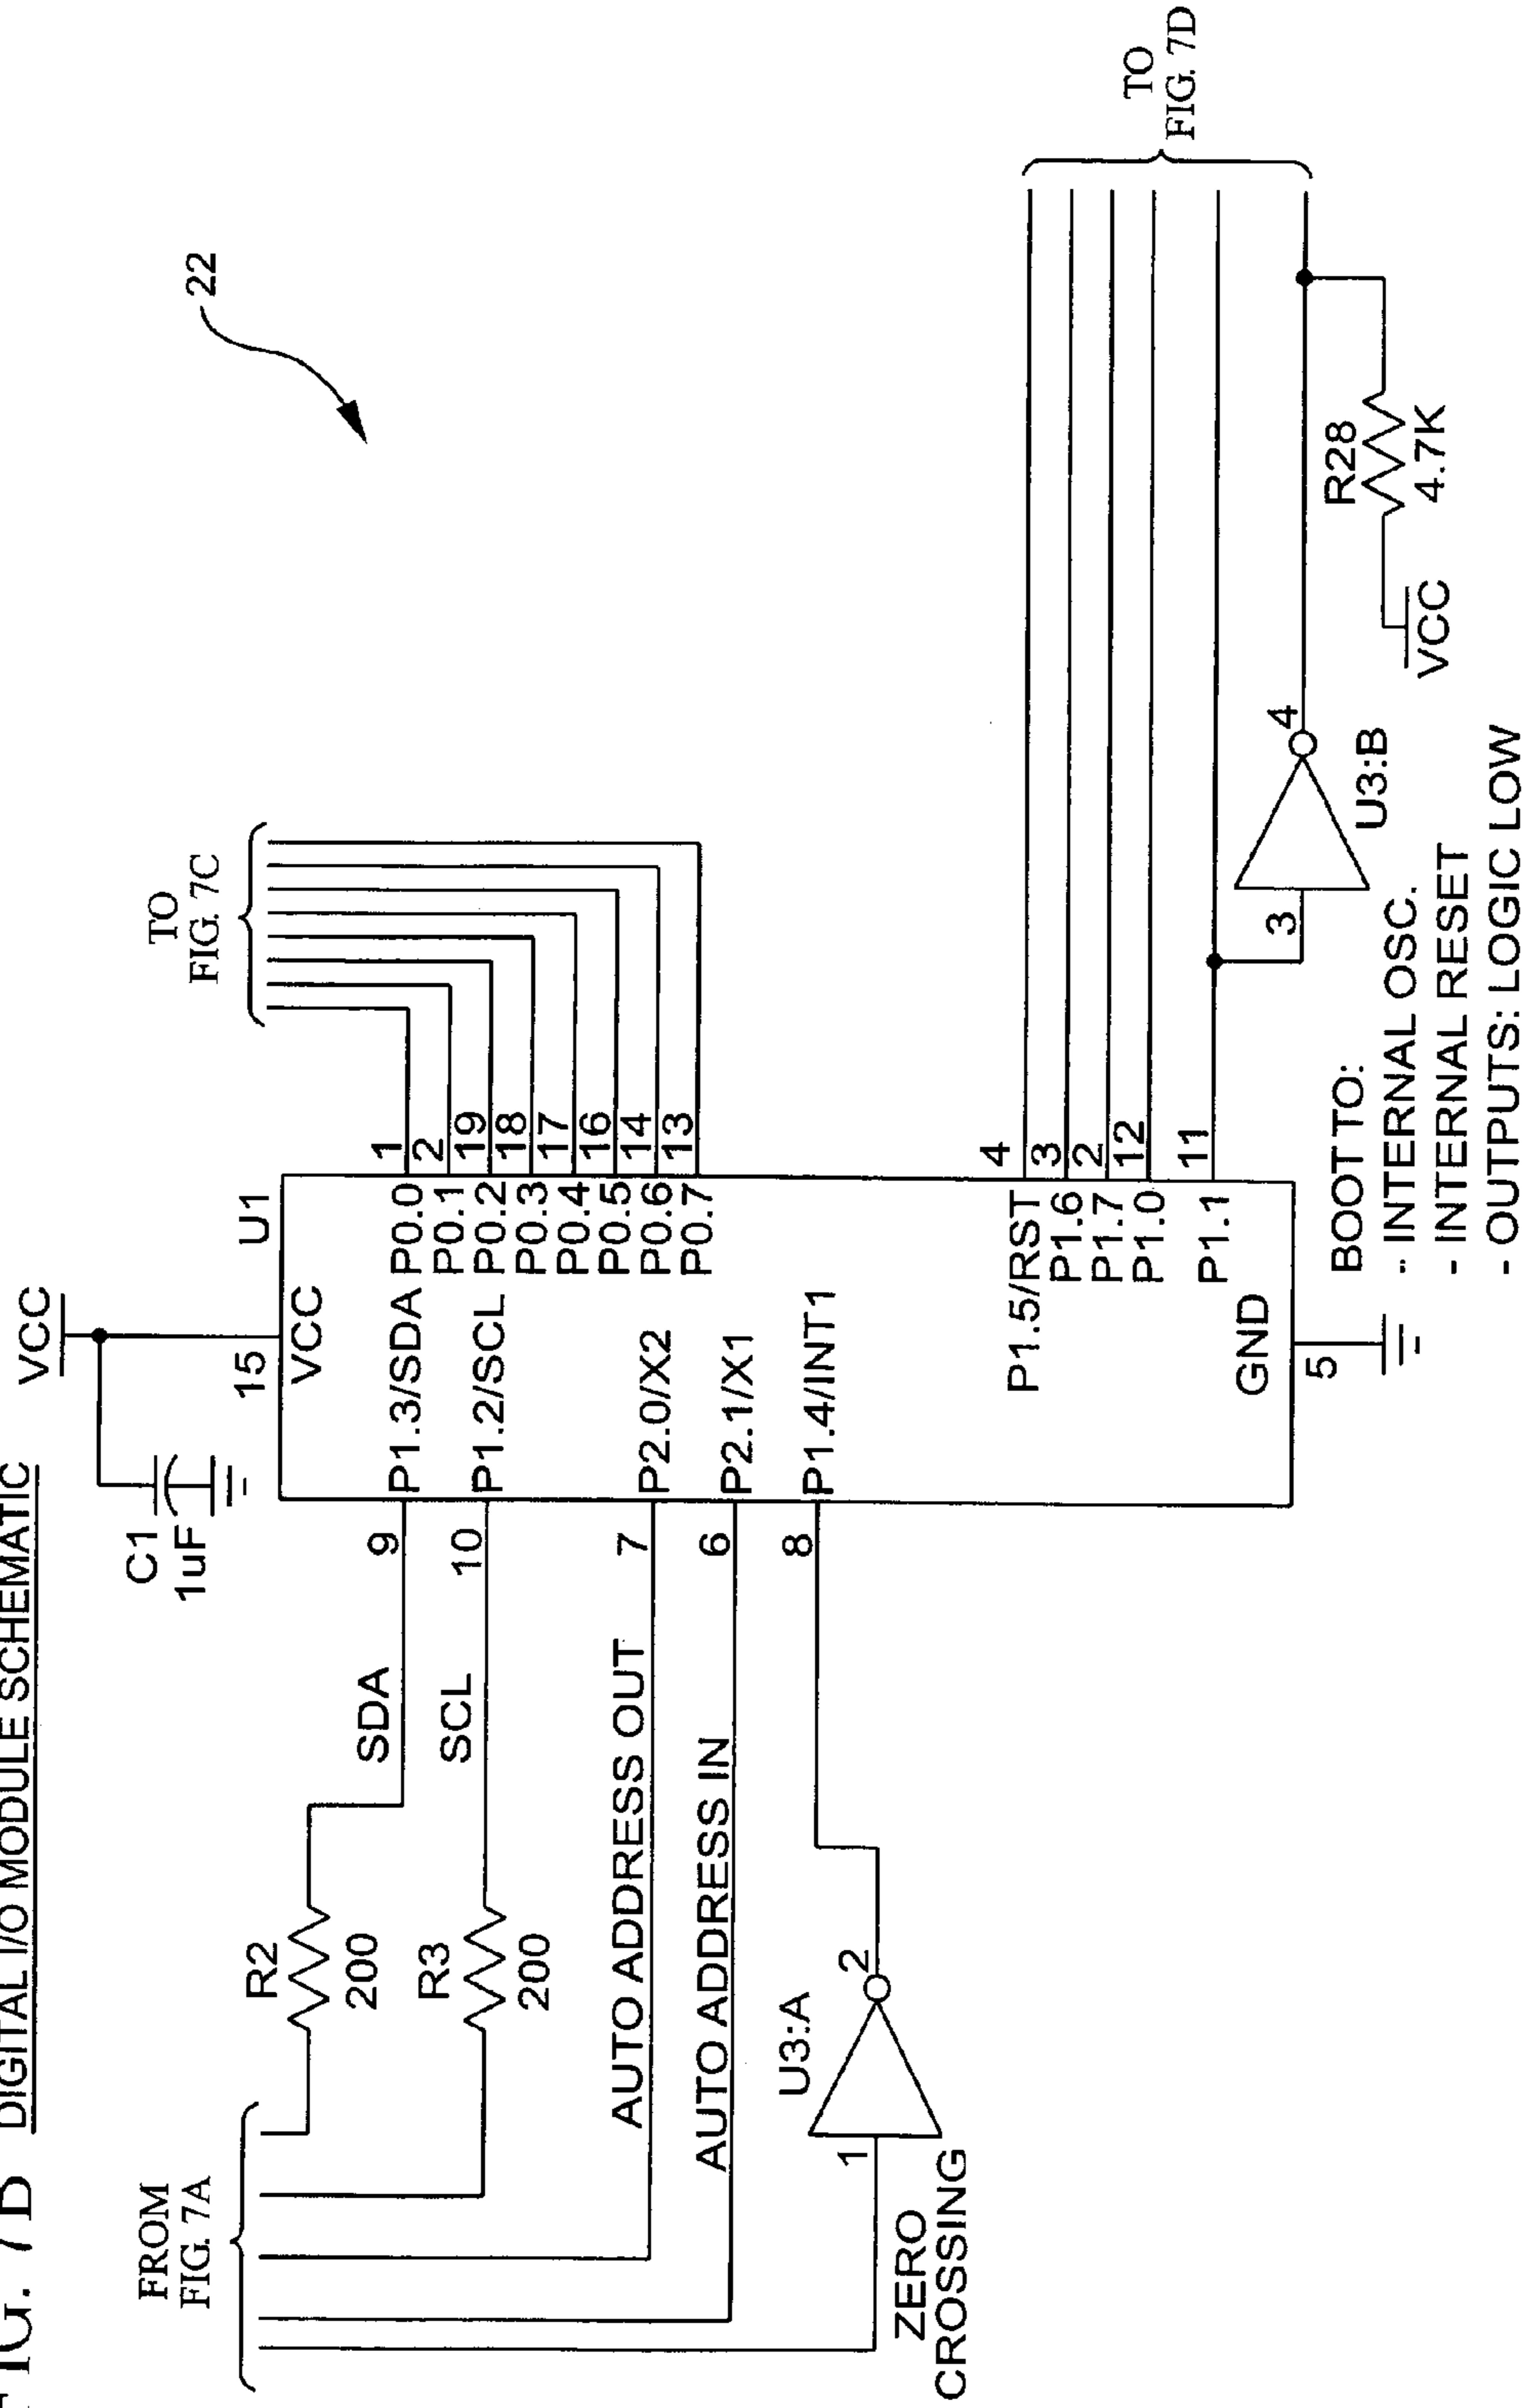 FIG. 7B DIGITAL I/O MODULE SCHEMATIC
FROM
FIG. 7A
R2
200
SDA
R3
200
SCL
AUTO ADDRESS OUT
AUTO ADDRESS IN
ZERO
CROSSING
1
U3:A
2
C1
1uF
VCC
15
U1
VCC
9
P1.3/SDA
10
P1.2/SCL
7
P2.0/X2
6
P2.1/X1
8
P1.4/INT1
P0.0
1
P0.1
2
P0.2
19
P0.3
18
P0.4
17
P0.5
16
P0.6
14
P0.7
13
P1.5/RST
4
P1.6
3
P1.7
2
P1.0
12
P1.1
11
GND
5
TO
FIG. 7C
22
TO
FIG. 7D
3
U3:B
4
R28
4.7K
VCC
BOOT TO:
- INTERNAL OSC.
- INTERNAL RESET
- OUTPUTS: LOGIC LOW